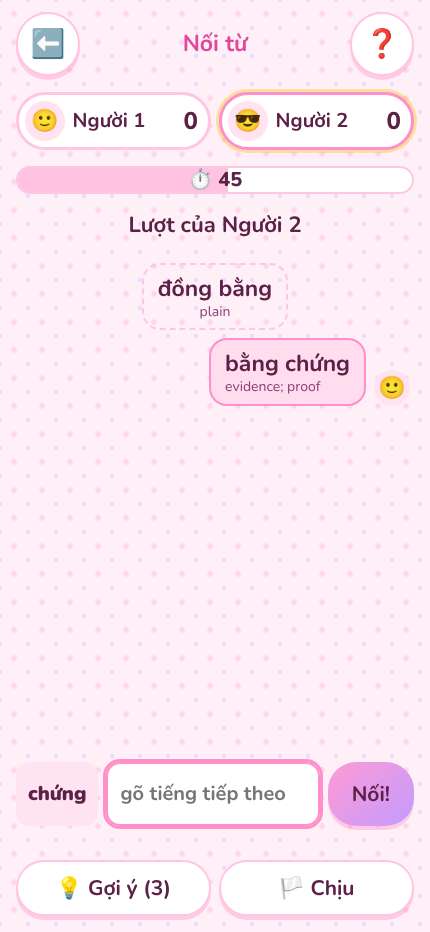 Nối từ
Người 1 0
Người 2 0
45
Lượt của Người 2
đồng bằng
plain
bằng chứng
evidence; proof
chứng
gõ tiếng tiếp theo
Nối!
Gợi ý (3)
Chịu